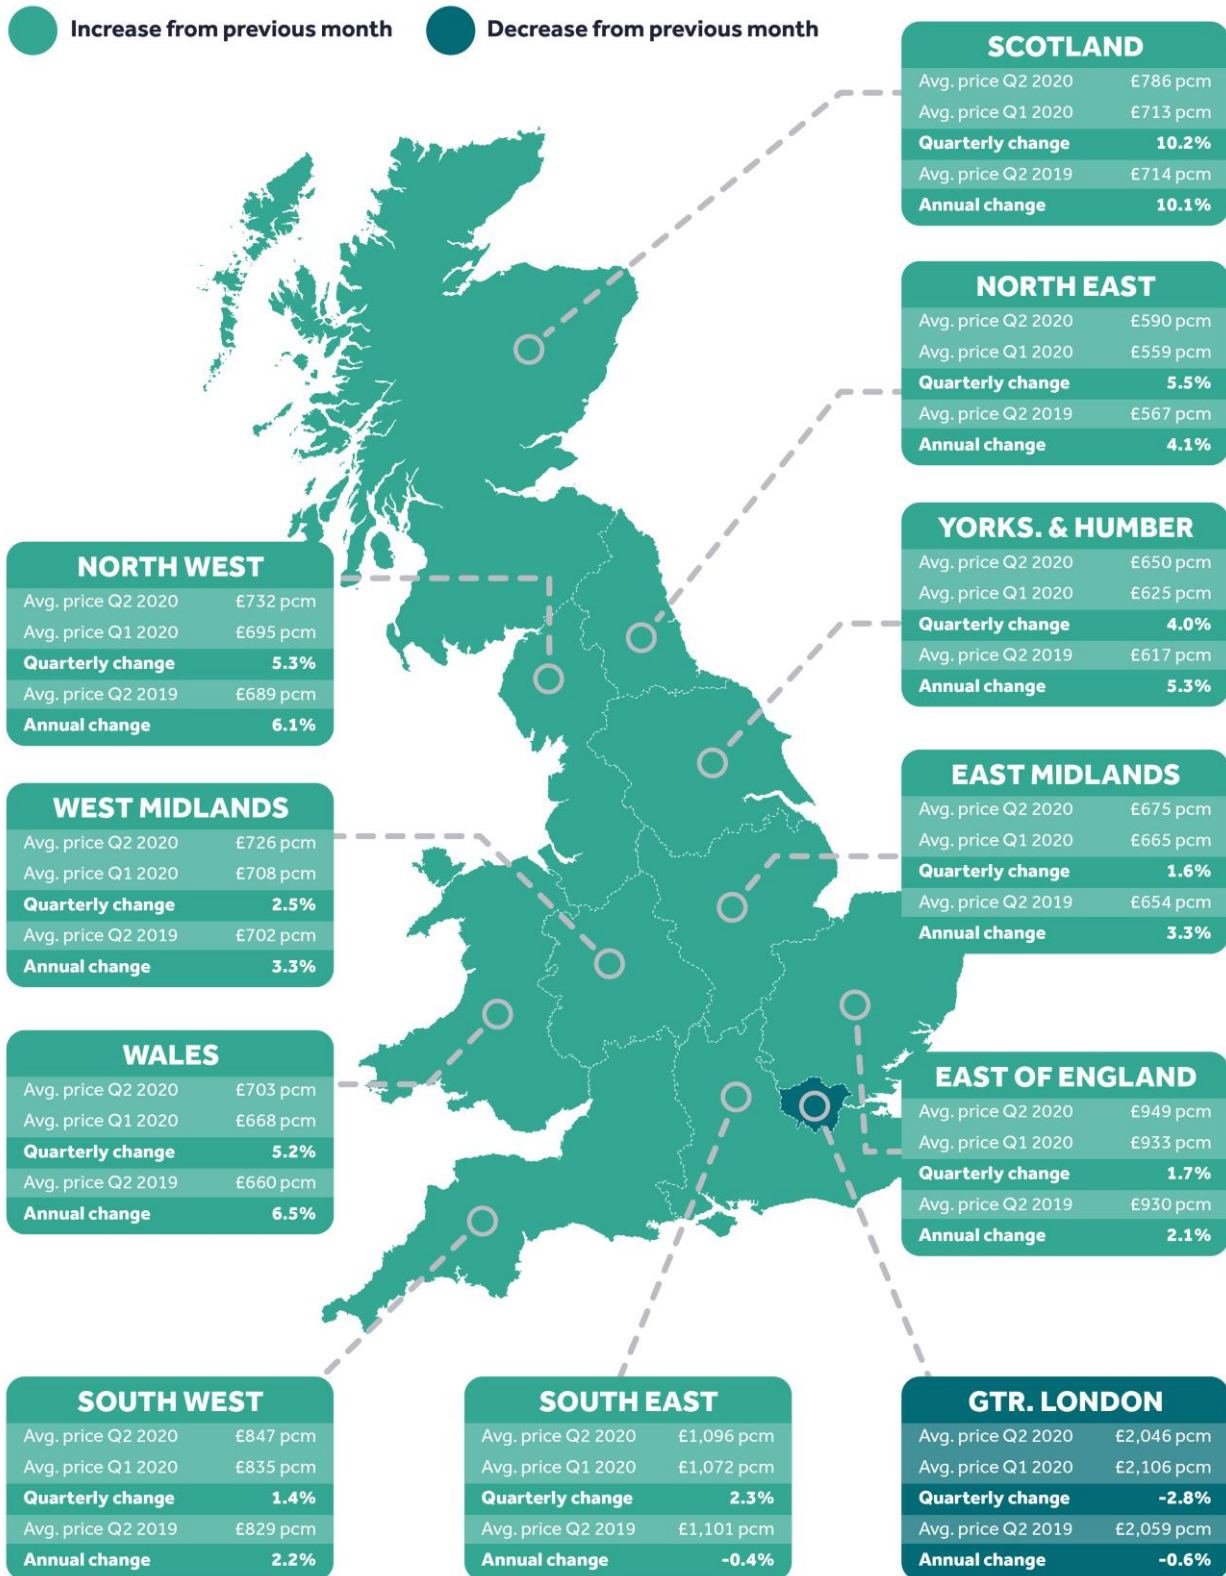 Increase from previous month
Decrease from previous month
SCOTLAND
Avg. price Q2 2020 £786 pcm
Avg. price Q1 2020 £713 pcm
Quarterly change 10.2%
Avg. price Q2 2019 £714 pcm
Annual change 10.1%
NORTH EAST
Avg. price Q2 2020 £590 pcm
Avg. price Q1 2020 £559 pcm
Quarterly change 5.5%
Avg. price Q2 2019 £567 pcm
Annual change 4.1%
YORKS. & HUMBER
Avg. price Q2 2020 £650 pcm
Avg. price Q1 2020 £625 pcm
Quarterly change 4.0%
Avg. price Q2 2019 £617 pcm
Annual change 5.3%
NORTH WEST
Avg. price Q2 2020 £732 pcm
Avg. price Q1 2020 £695 pcm
Quarterly change 5.3%
Avg. price Q2 2019 £689 pcm
Annual change 6.1%
EAST MIDLANDS
Avg. price Q2 2020 £675 pcm
Avg. price Q1 2020 £665 pcm
Quarterly change 1.6%
Avg. price Q2 2019 £654 pcm
Annual change 3.3%
WEST MIDLANDS
Avg. price Q2 2020 £726 pcm
Avg. price Q1 2020 £708 pcm
Quarterly change 2.5%
Avg. price Q2 2019 £702 pcm
Annual change 3.3%
WALES
Avg. price Q2 2020 £703 pcm
Avg. price Q1 2020 £668 pcm
Quarterly change 5.2%
Avg. price Q2 2019 £660 pcm
Annual change 6.5%
EAST OF ENGLAND
Avg. price Q2 2020 £949 pcm
Avg. price Q1 2020 £933 pcm
Quarterly change 1.7%
Avg. price Q2 2019 £930 pcm
Annual change 2.1%
SOUTH WEST
Avg. price Q2 2020 £847 pcm
Avg. price Q1 2020 £835 pcm
Quarterly change 1.4%
Avg. price Q2 2019 £829 pcm
Annual change 2.2%
SOUTH EAST
Avg. price Q2 2020 £1,096 pcm
Avg. price Q1 2020 £1,072 pcm
Quarterly change 2.3%
Avg. price Q2 2019 £1,101 pcm
Annual change -0.4%
GTR. LONDON
Avg. price Q2 2020 £2,046 pcm
Avg. price Q1 2020 £2,106 pcm
Quarterly change -2.8%
Avg. price Q2 2019 £2,059 pcm
Annual change -0.6%